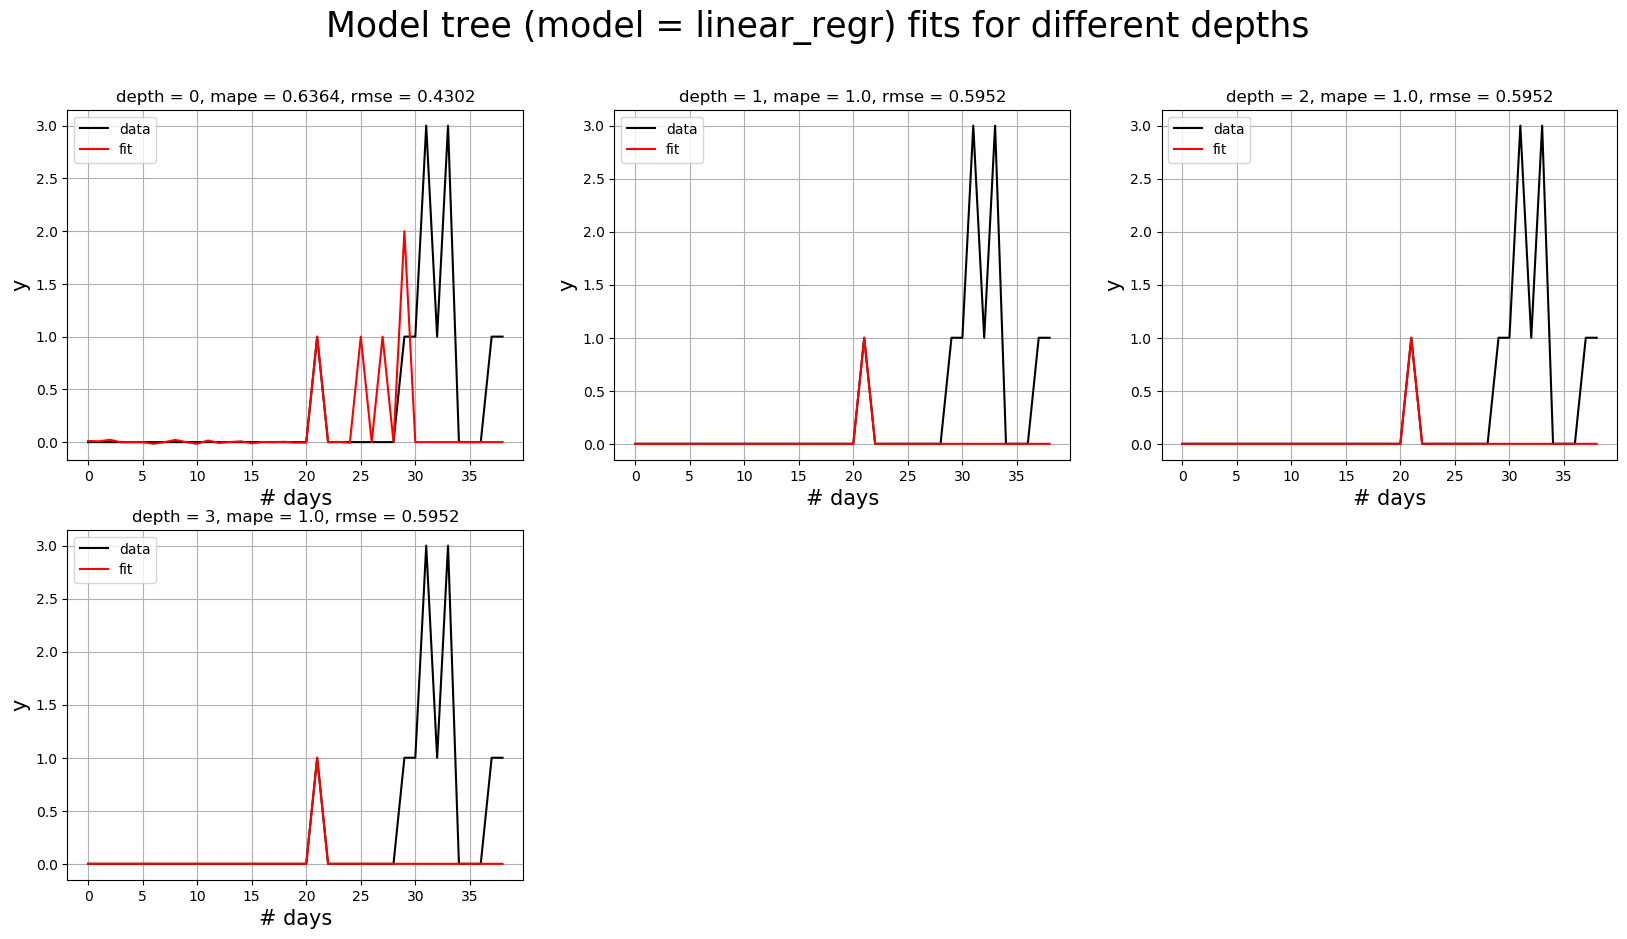 Model tree (model = linear_regr) fits for different depths
depth = 0, mape = 0.6364, rmse = 0.4302
data
fit
3.0
2.5
2.0
1.5
1.0
0.5
0.0
y
0 5 10 15 20 25 30 35
# days
depth = 1, mape = 1.0, rmse = 0.5952
data
fit
3.0
2.5
2.0
1.5
1.0
0.5
0.0
y
0 5 10 15 20 25 30 35
# days
depth = 2, mape = 1.0, rmse = 0.5952
data
fit
3.0
2.5
2.0
1.5
1.0
0.5
0.0
y
0 5 10 15 20 25 30 35
# days
depth = 3, mape = 1.0, rmse = 0.5952
data
fit
3.0
2.5
2.0
1.5
1.0
0.5
0.0
y
0 5 10 15 20 25 30 35
# days